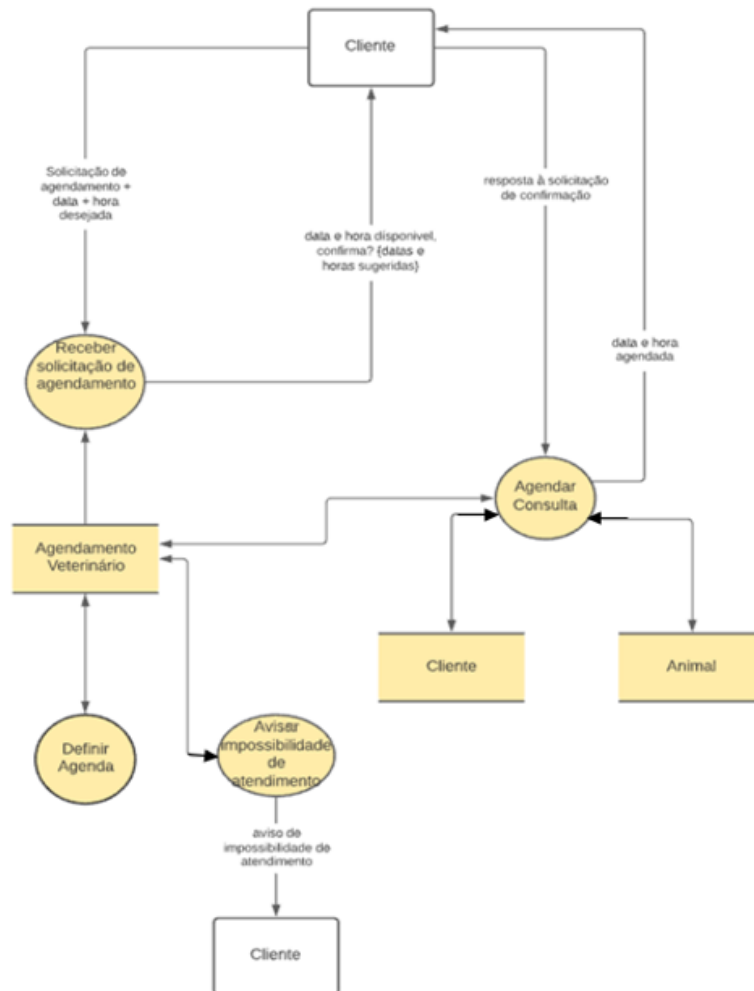 Cliente
Solicitação de
agendamento +
data + hora
desejada
resposta à solicitação
de confirmação
data e hora dísponivel,
confirma? {datas e
horas sugeridas}
data e hora
agendada
Receber
solicitação de
agendamento
Agendar
Consulta
Agendamento
Veterinário
Cliente
Animal
Definir
Agenda
Avisar
impossibilidade
de
atendimento
aviso de
impossibilidade de
atendimento
Cliente